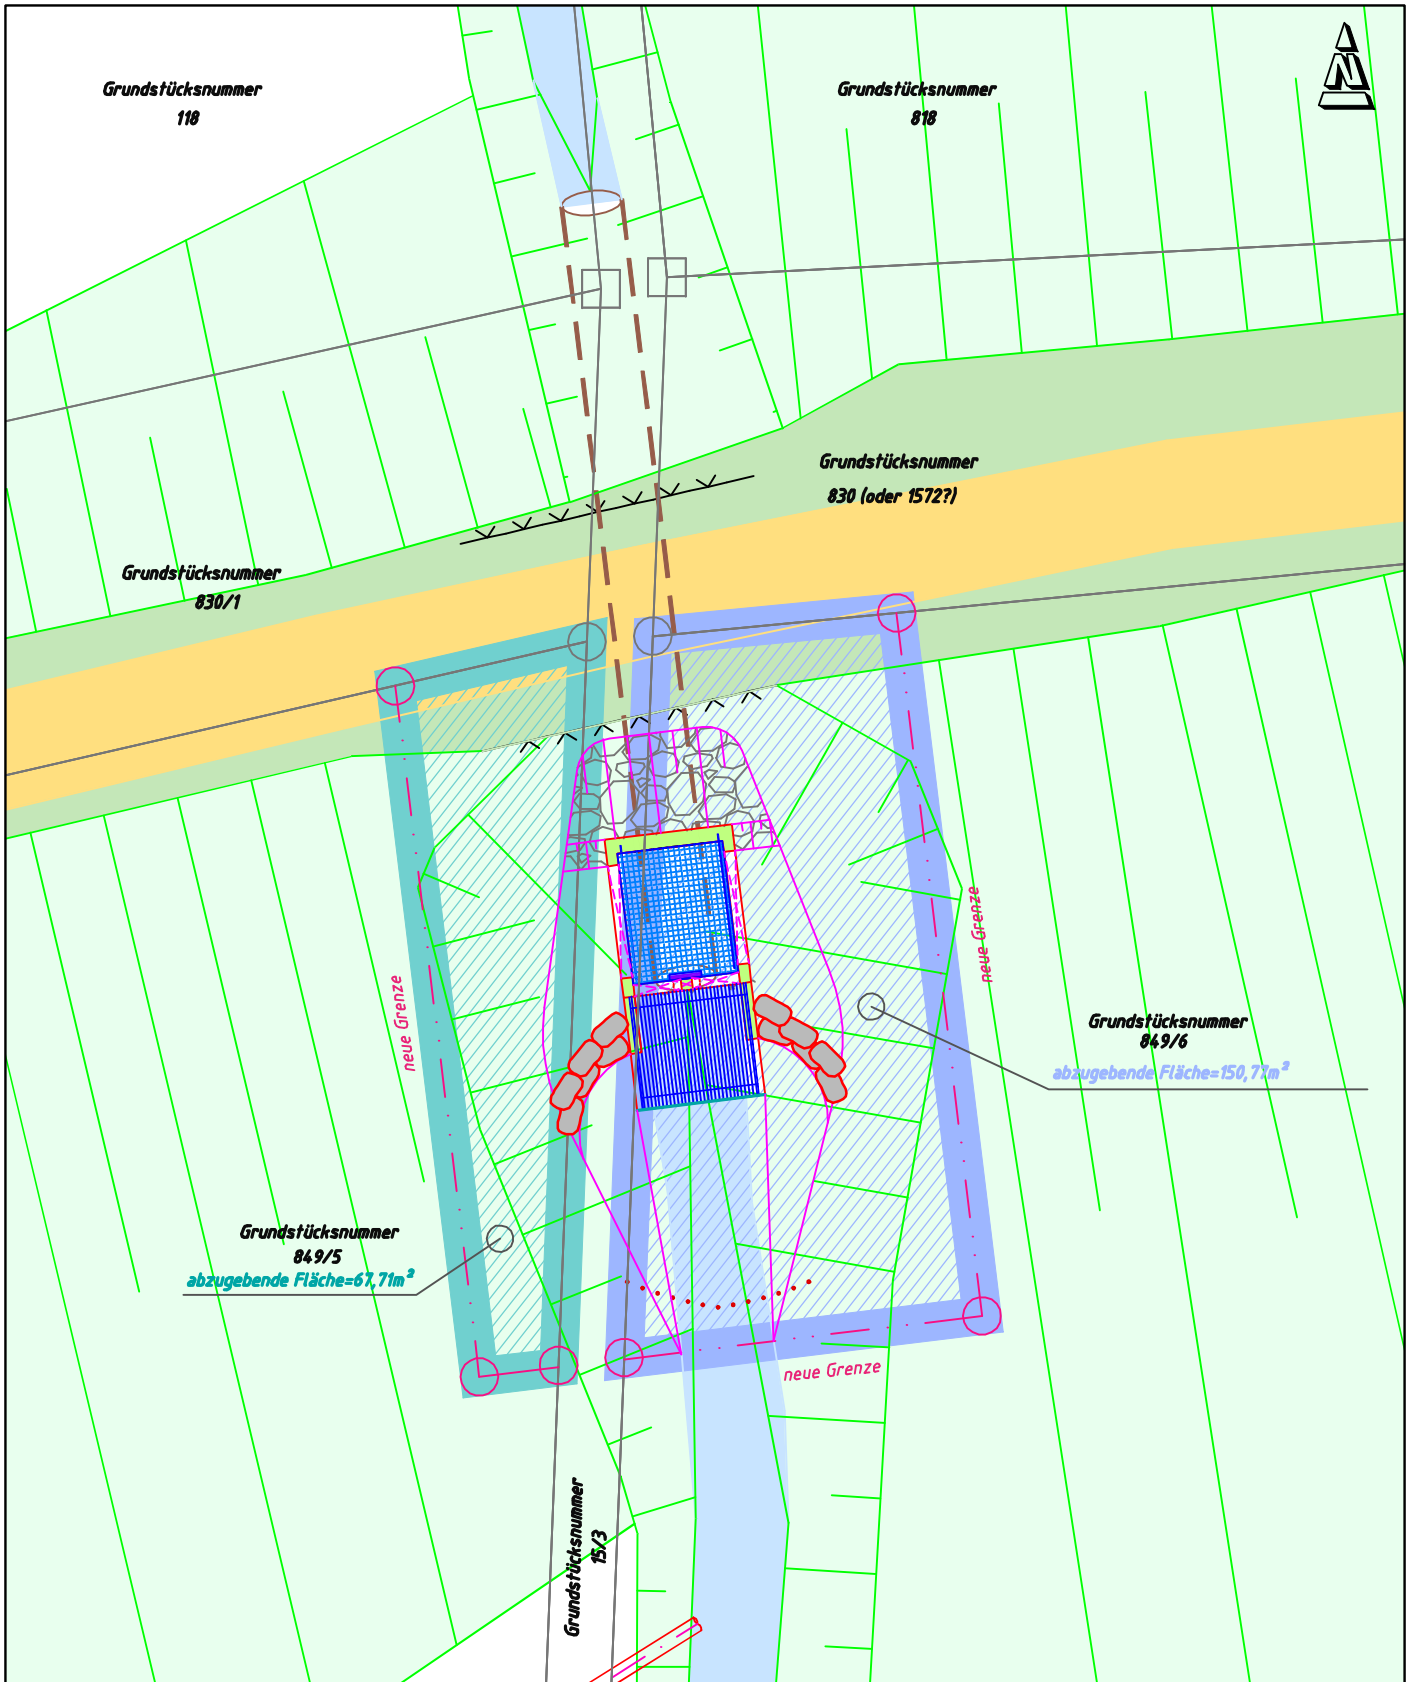 N
Grundstücksnummer
118
Grundstücksnummer
818
Grundstücksnummer
830 (oder 1572?)
Grundstücksnummer
830/1
neue Grenze
neue Grenze
Grundstücksnummer
849/6
abzugebende Fläche=150,77m²
Grundstücksnummer
849/5
abzugebende Fläche=67,71m²
neue Grenze
Grundstücksnummer
15/3